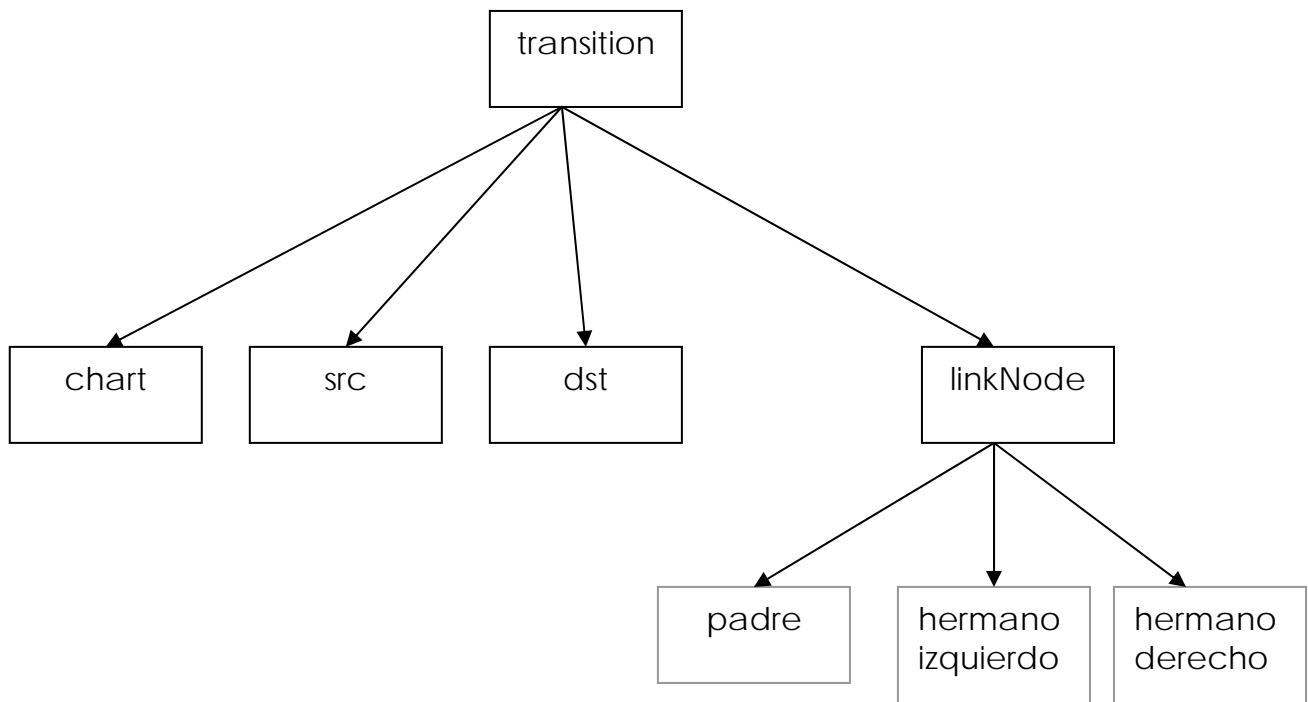 transition
chart
src
dst
linkNode
padre
hermano
izquierdo
hermano
derecho